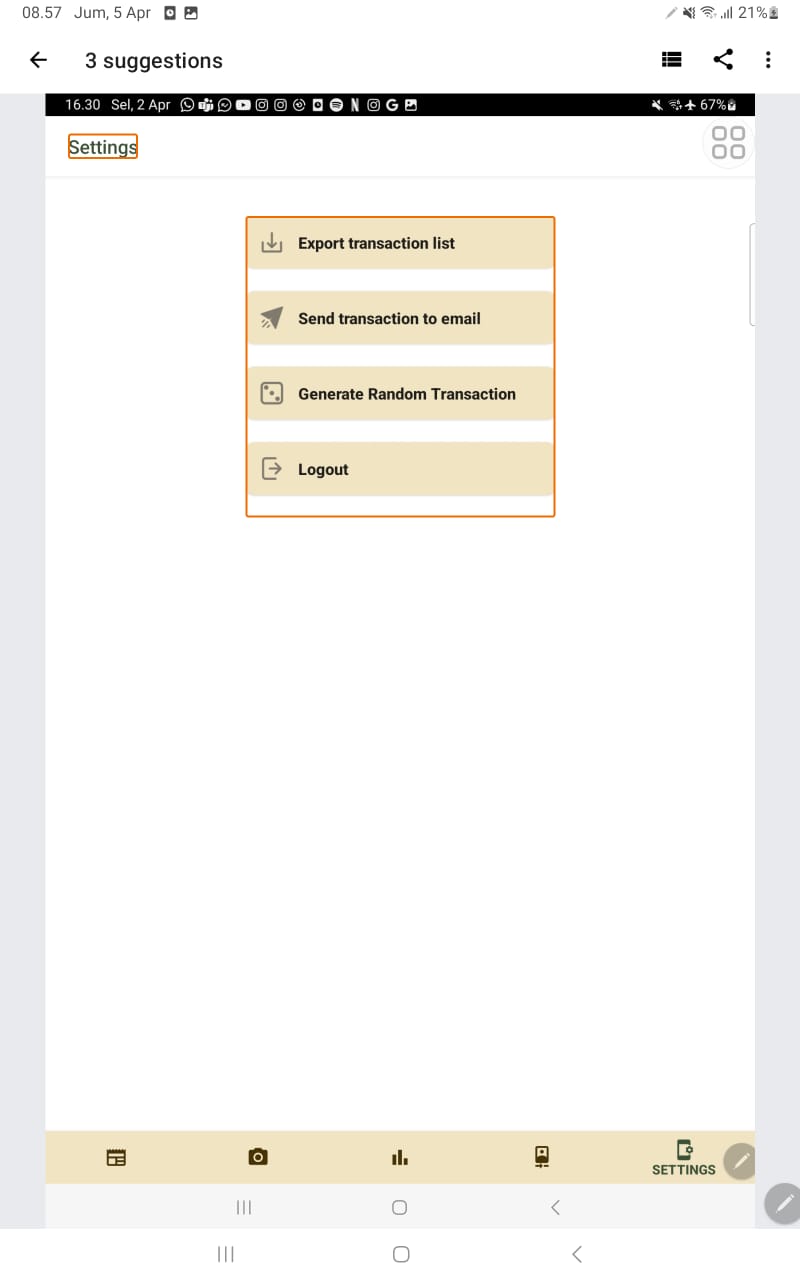 08.57 Jum, 5 Apr 21%
3 suggestions
16.30 Sel, 2 Apr 67%
Settings
Export transaction list
Send transaction to email
Generate Random Transaction
Logout
SETTINGS